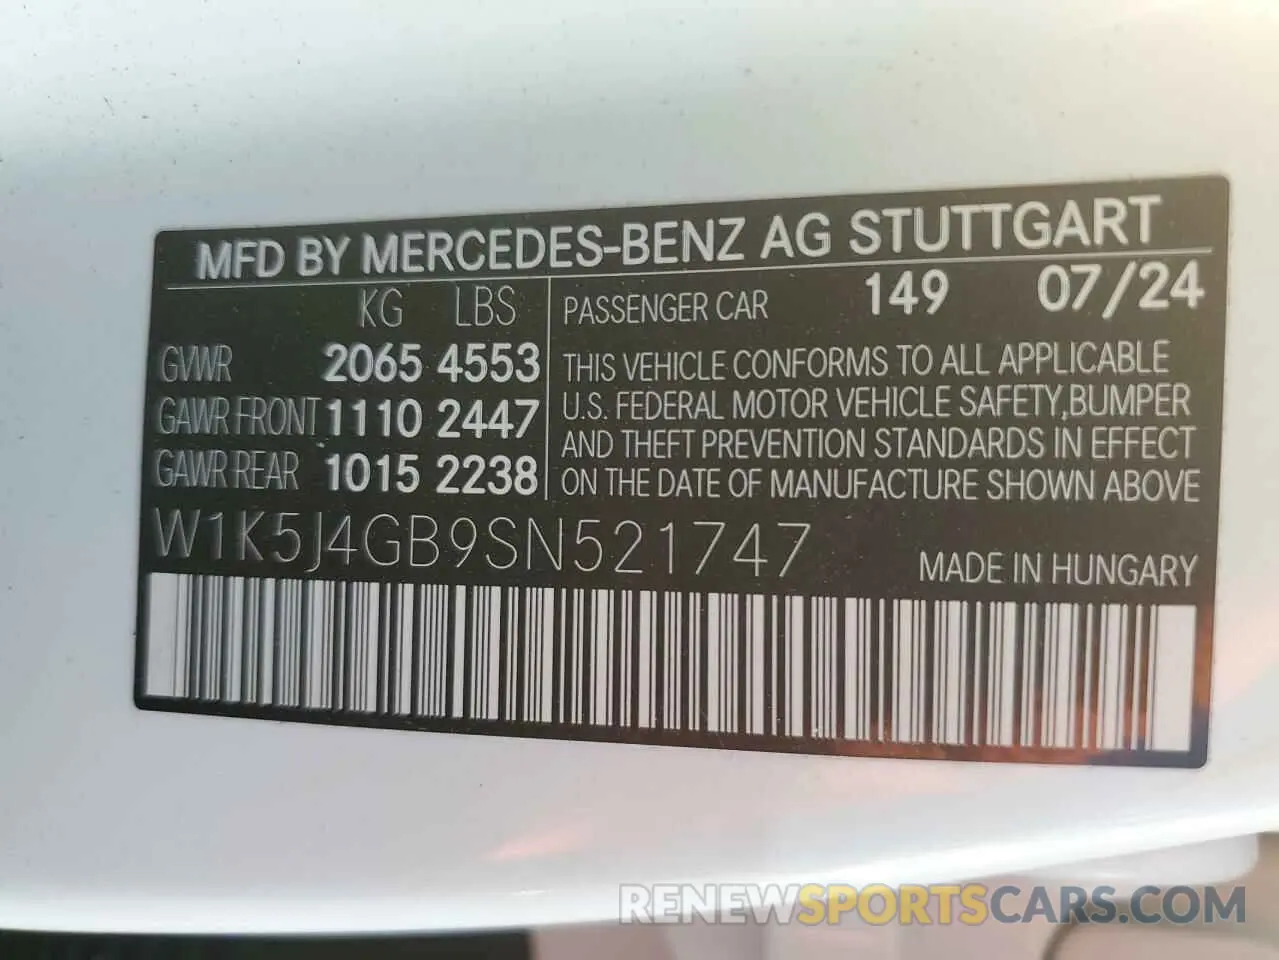 MFD BY MERCEDES-BENZ AG STUTTGART
KG LBS
GVWR 2065 4553
GAWR FRONT 1110 2447
GAWR REAR 1015 2238
PASSENGER CAR 149 07/24
THIS VEHICLE CONFORMS TO ALL APPLICABLE
U.S. FEDERAL MOTOR VEHICLE SAFETY,BUMPER
AND THEFT PREVENTION STANDARDS IN EFFECT
ON THE DATE OF MANUFACTURE SHOWN ABOVE
W1K5J4GB9SN521747
MADE IN HUNGARY
RENEWSPORTSCARS.COM